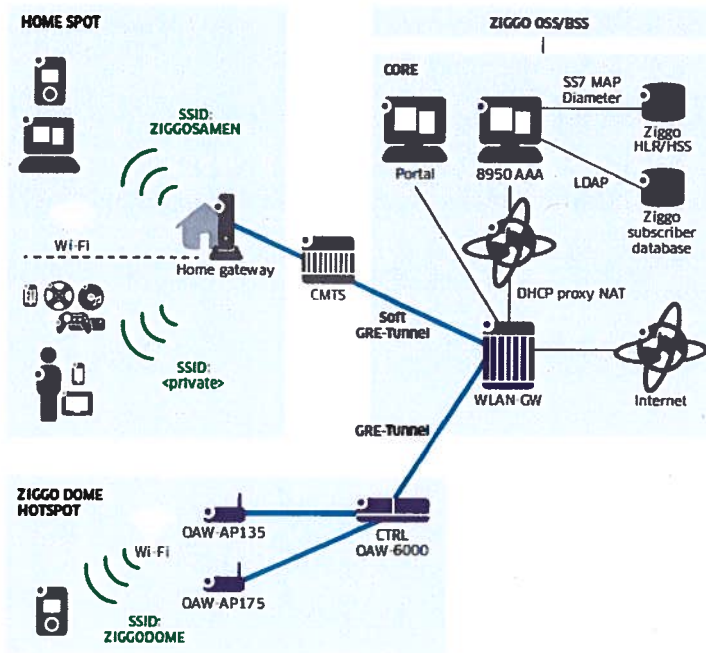 HOME SPOT
SSID:
ZIGGOSAMEN
Wi-Fi
Home gateway
SSID:
<private>
CMTS
Soft
GRE-Tunnel
ZIGGO OSS/BSS
CORE
Portal
8950 AAA
SS7 MAP
Diameter
Ziggo
HLR/HSS
LDAP
Ziggo
subscriber
database
DHCP proxy NAT
WLAN GW
Internet
GRE-Tunnel
ZIGGO DOME
HOTSPOT
Wi-Fi
SSID:
ZIGGODOME
OAW-AP135
OAW-AP175
CTRL
OAW-6000